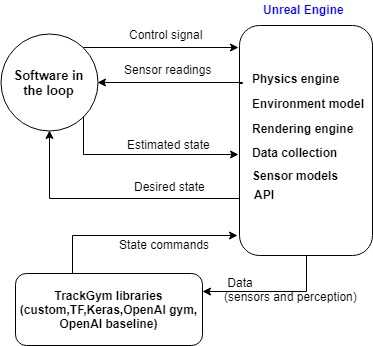 Unreal Engine
Control signal
Software in
the loop
Sensor readings
Physics engine
Environment model
Rendering engine
Estimated state
Data collection
Sensor models
Desired state
API
State commands
TrackGym libraries
(custom,TF,Keras,OpenAI gym,
OpenAI baseline)
Data
(sensors and perception)